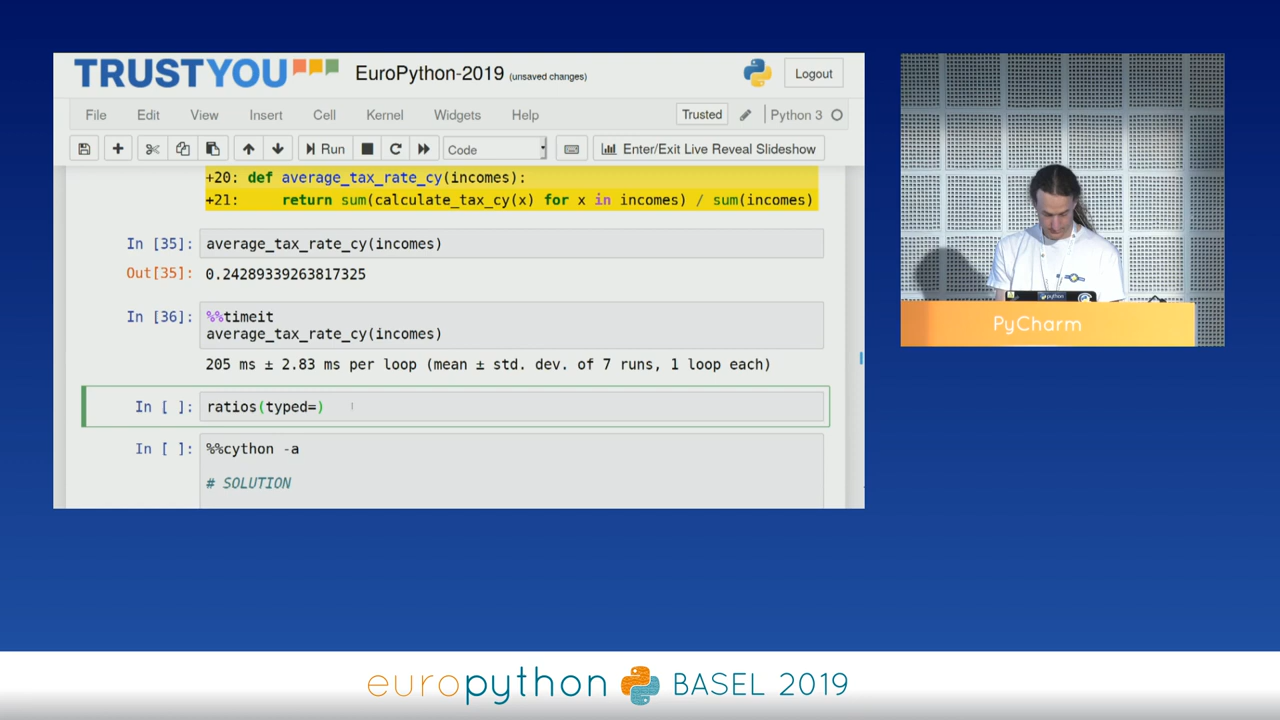 TRUSTYOU EuroPython-2019 (unsaved changes) Logout
File Edit View Insert Cell Kernel Widgets Help Trusted Python 3
Run Code Enter/Exit Live Reveal Slideshow
+20: def average_tax_rate_cy(incomes):
+21:     return sum(calculate_tax_cy(x) for x in incomes) / sum(incomes)
In [35]: average_tax_rate_cy(incomes)
Out[35]: 0.24289339263817325
In [36]: %%timeit
average_tax_rate_cy(incomes)
205 ms ± 2.83 ms per loop (mean ± std. dev. of 7 runs, 1 loop each)
In [ ]: ratios(typed=)
In [ ]: %%cython -a
# SOLUTION
python
PyCharm
europython BASEL 2019